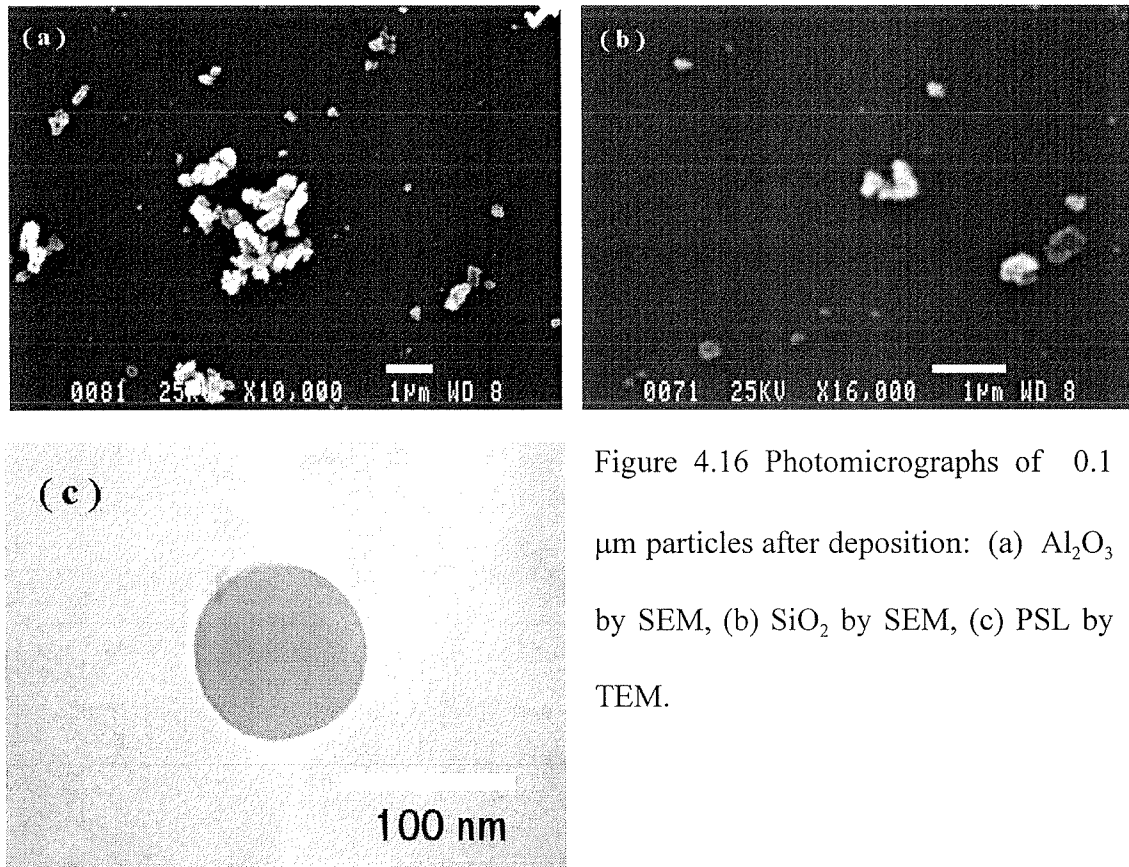 (a)
0081 25KV X10,000 1μm WD 8
(b)
0071 25KV X16,000 1μm WD 8
(c)
100 nm
Figure 4.16 Photomicrographs of 0.1
μm particles after deposition: (a) Al₂O₃
by SEM, (b) SiO₂ by SEM, (c) PSL by
TEM.